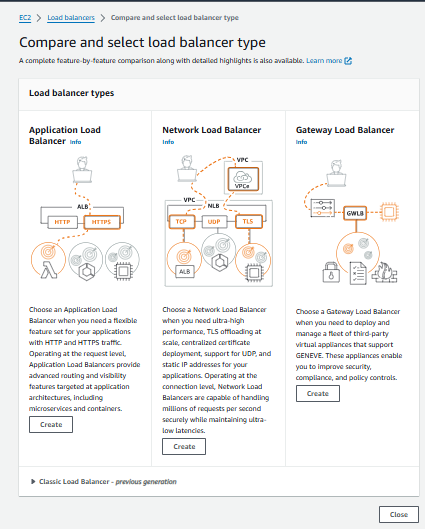 EC2 > Load balancers > Compare and select load balancer type
Compare and select load balancer type
A complete feature-by-feature comparison along with detailed highlights is also available. Learn more
Load balancer types
Application Load
Balancer Info
ALB
HTTP
HTTPS
Choose an Application Load
Balancer when you need a flexible
feature set for your applications
with HTTP and HTTPS traffic.
Operating at the request level,
Application Load Balancers provide
advanced routing and visibility
features targeted at application
architectures, including
microservices and containers.
Create
Network Load Balancer
Info
VPC
VPCe
VPC
NLB
TCP
UDP
TLS
ALB
Choose a Network Load Balancer
when you need ultra-high
performance, TLS offloading at
scale, centralized certificate
deployment, support for UDP, and
static IP addresses for your
applications. Operating at the
connection level, Network Load
Balancers are capable of handling
millions of requests per second
securely while maintaining ultra-
low latencies.
Create
Gateway Load Balancer
Info
GWLB
Choose a Gateway Load Balancer
when you need to deploy and
manage a fleet of third-party
virtual appliances that support
GENEVE. These appliances enable
you to improve security,
compliance, and policy controls.
Create
Classic Load Balancer - previous generation
Close